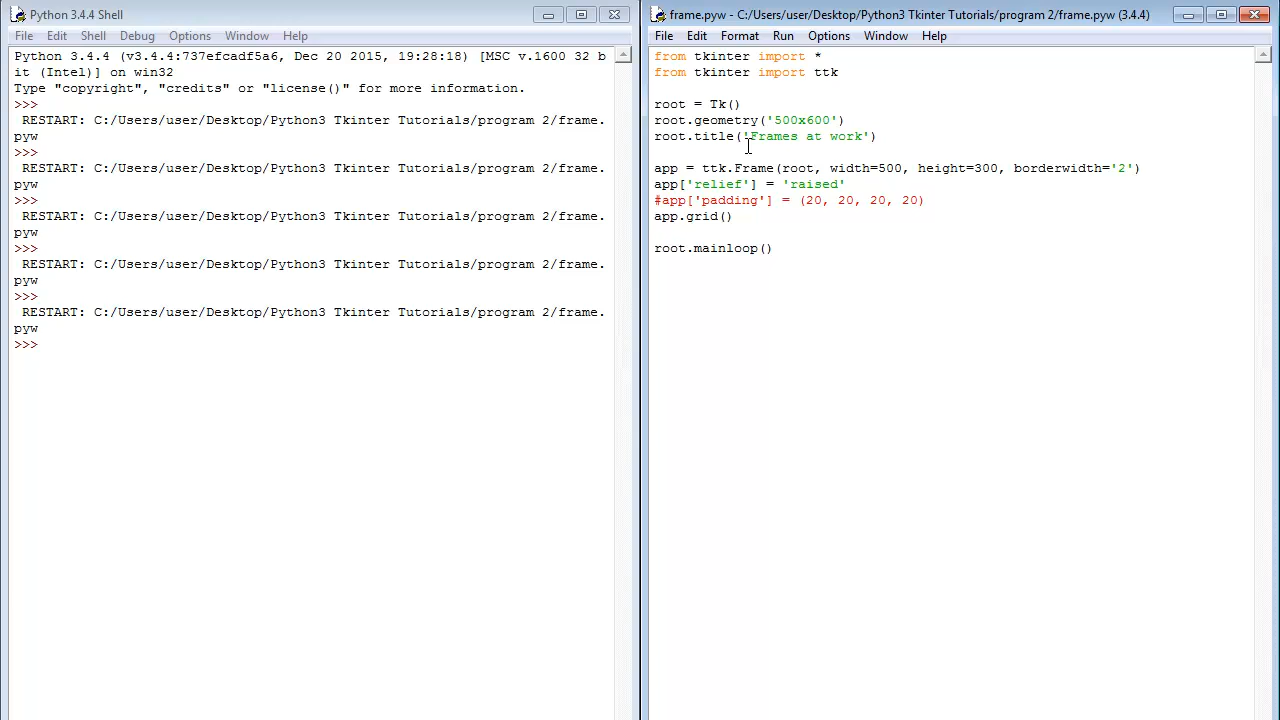 Python 3.4.4 Shell
File Edit Shell Debug Options Window Help
Python 3.4.4 (v3.4.4:737efcadf5a6, Dec 20 2015, 19:28:18) [MSC v.1600 32 b
it (Intel)] on win32
Type "copyright", "credits" or "license()" for more information.
>>>
RESTART: C:/Users/user/Desktop/Python3 Tkinter Tutorials/program 2/frame.
pyw
>>>
RESTART: C:/Users/user/Desktop/Python3 Tkinter Tutorials/program 2/frame.
pyw
>>>
RESTART: C:/Users/user/Desktop/Python3 Tkinter Tutorials/program 2/frame.
pyw
>>>
RESTART: C:/Users/user/Desktop/Python3 Tkinter Tutorials/program 2/frame.
pyw
>>>
RESTART: C:/Users/user/Desktop/Python3 Tkinter Tutorials/program 2/frame.
pyw
>>>
frame.pyw - C:/Users/user/Desktop/Python3 Tkinter Tutorials/program 2/frame.pyw (3.4.4)
File Edit Format Run Options Window Help
from tkinter import *
from tkinter import ttk
root = Tk()
root.geometry('500x600')
root.title('Frames at work')
app = ttk.Frame(root, width=500, height=300, borderwidth='2')
app['relief'] = 'raised'
#app['padding'] = (20, 20, 20, 20)
app.grid()
root.mainloop()